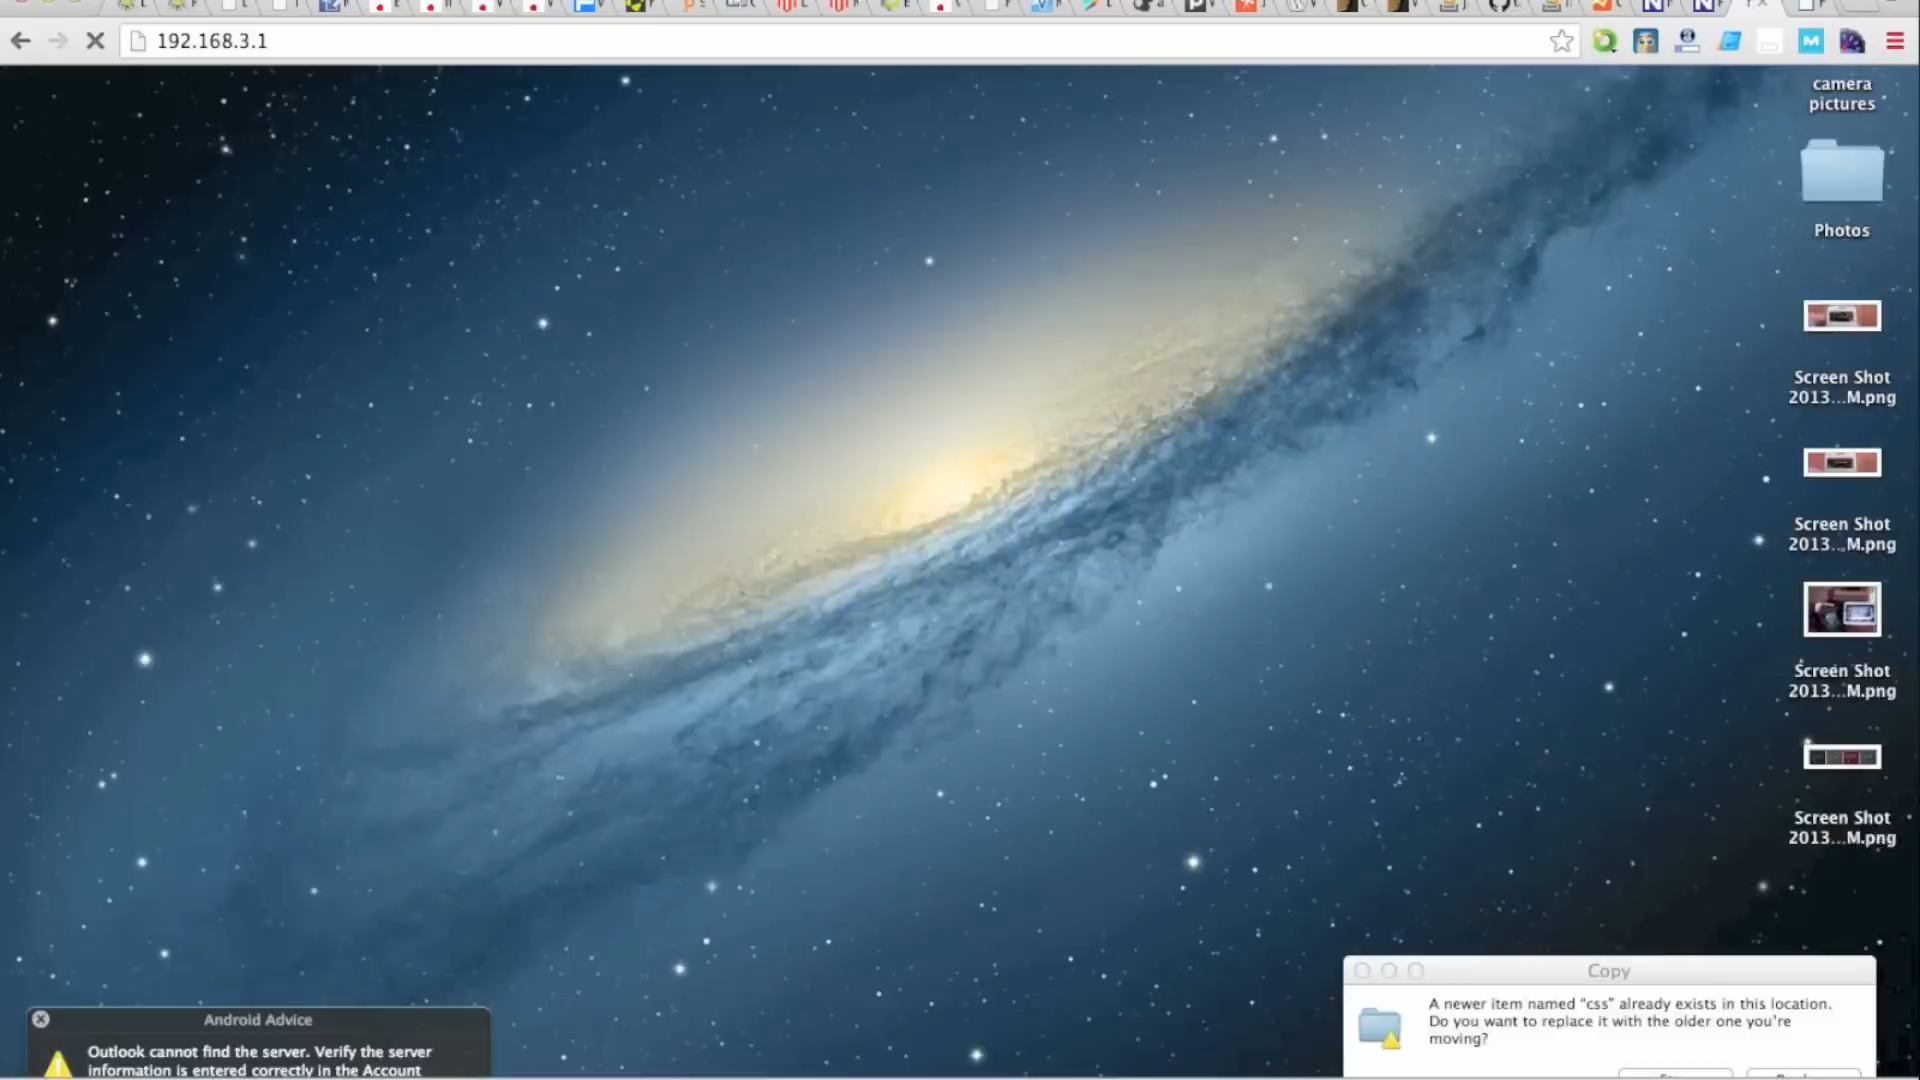 192.168.3.1
camera
pictures
Photos
Screen Shot
2013...M.png
Screen Shot
2013...M.png
Screen Shot
2013...M.png
Screen Shot
2013...M.png
Copy
A newer item named "css" already exists in this location.
Do you want to replace it with the older one you're
moving?
Android Advice
Outlook cannot find the server. Verify the server
information is entered correctly in the Account